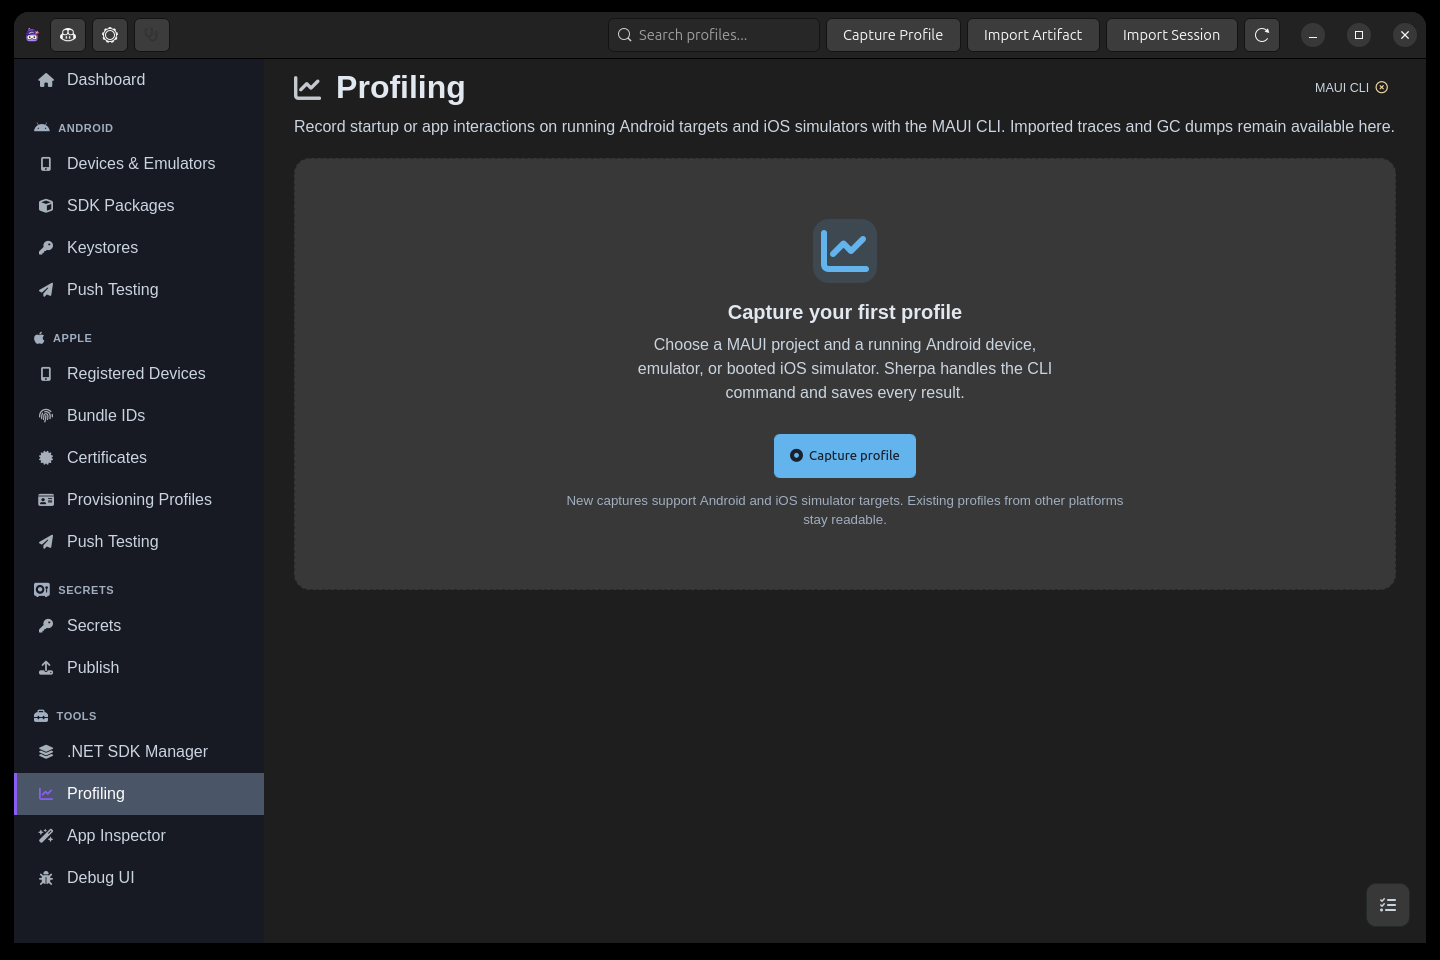 Search profiles...
Capture Profile
Import Artifact
Import Session
Dashboard
ANDROID
Devices & Emulators
SDK Packages
Keystores
Push Testing
APPLE
Registered Devices
Bundle IDs
Certificates
Provisioning Profiles
Push Testing
SECRETS
Secrets
Publish
TOOLS
.NET SDK Manager
Profiling
App Inspector
Debug UI
Profiling
MAUI CLI
Record startup or app interactions on running Android targets and iOS simulators with the MAUI CLI. Imported traces and GC dumps remain available here.
Capture your first profile
Choose a MAUI project and a running Android device,
emulator, or booted iOS simulator. Sherpa handles the CLI
command and saves every result.
Capture profile
New captures support Android and iOS simulator targets. Existing profiles from other platforms
stay readable.